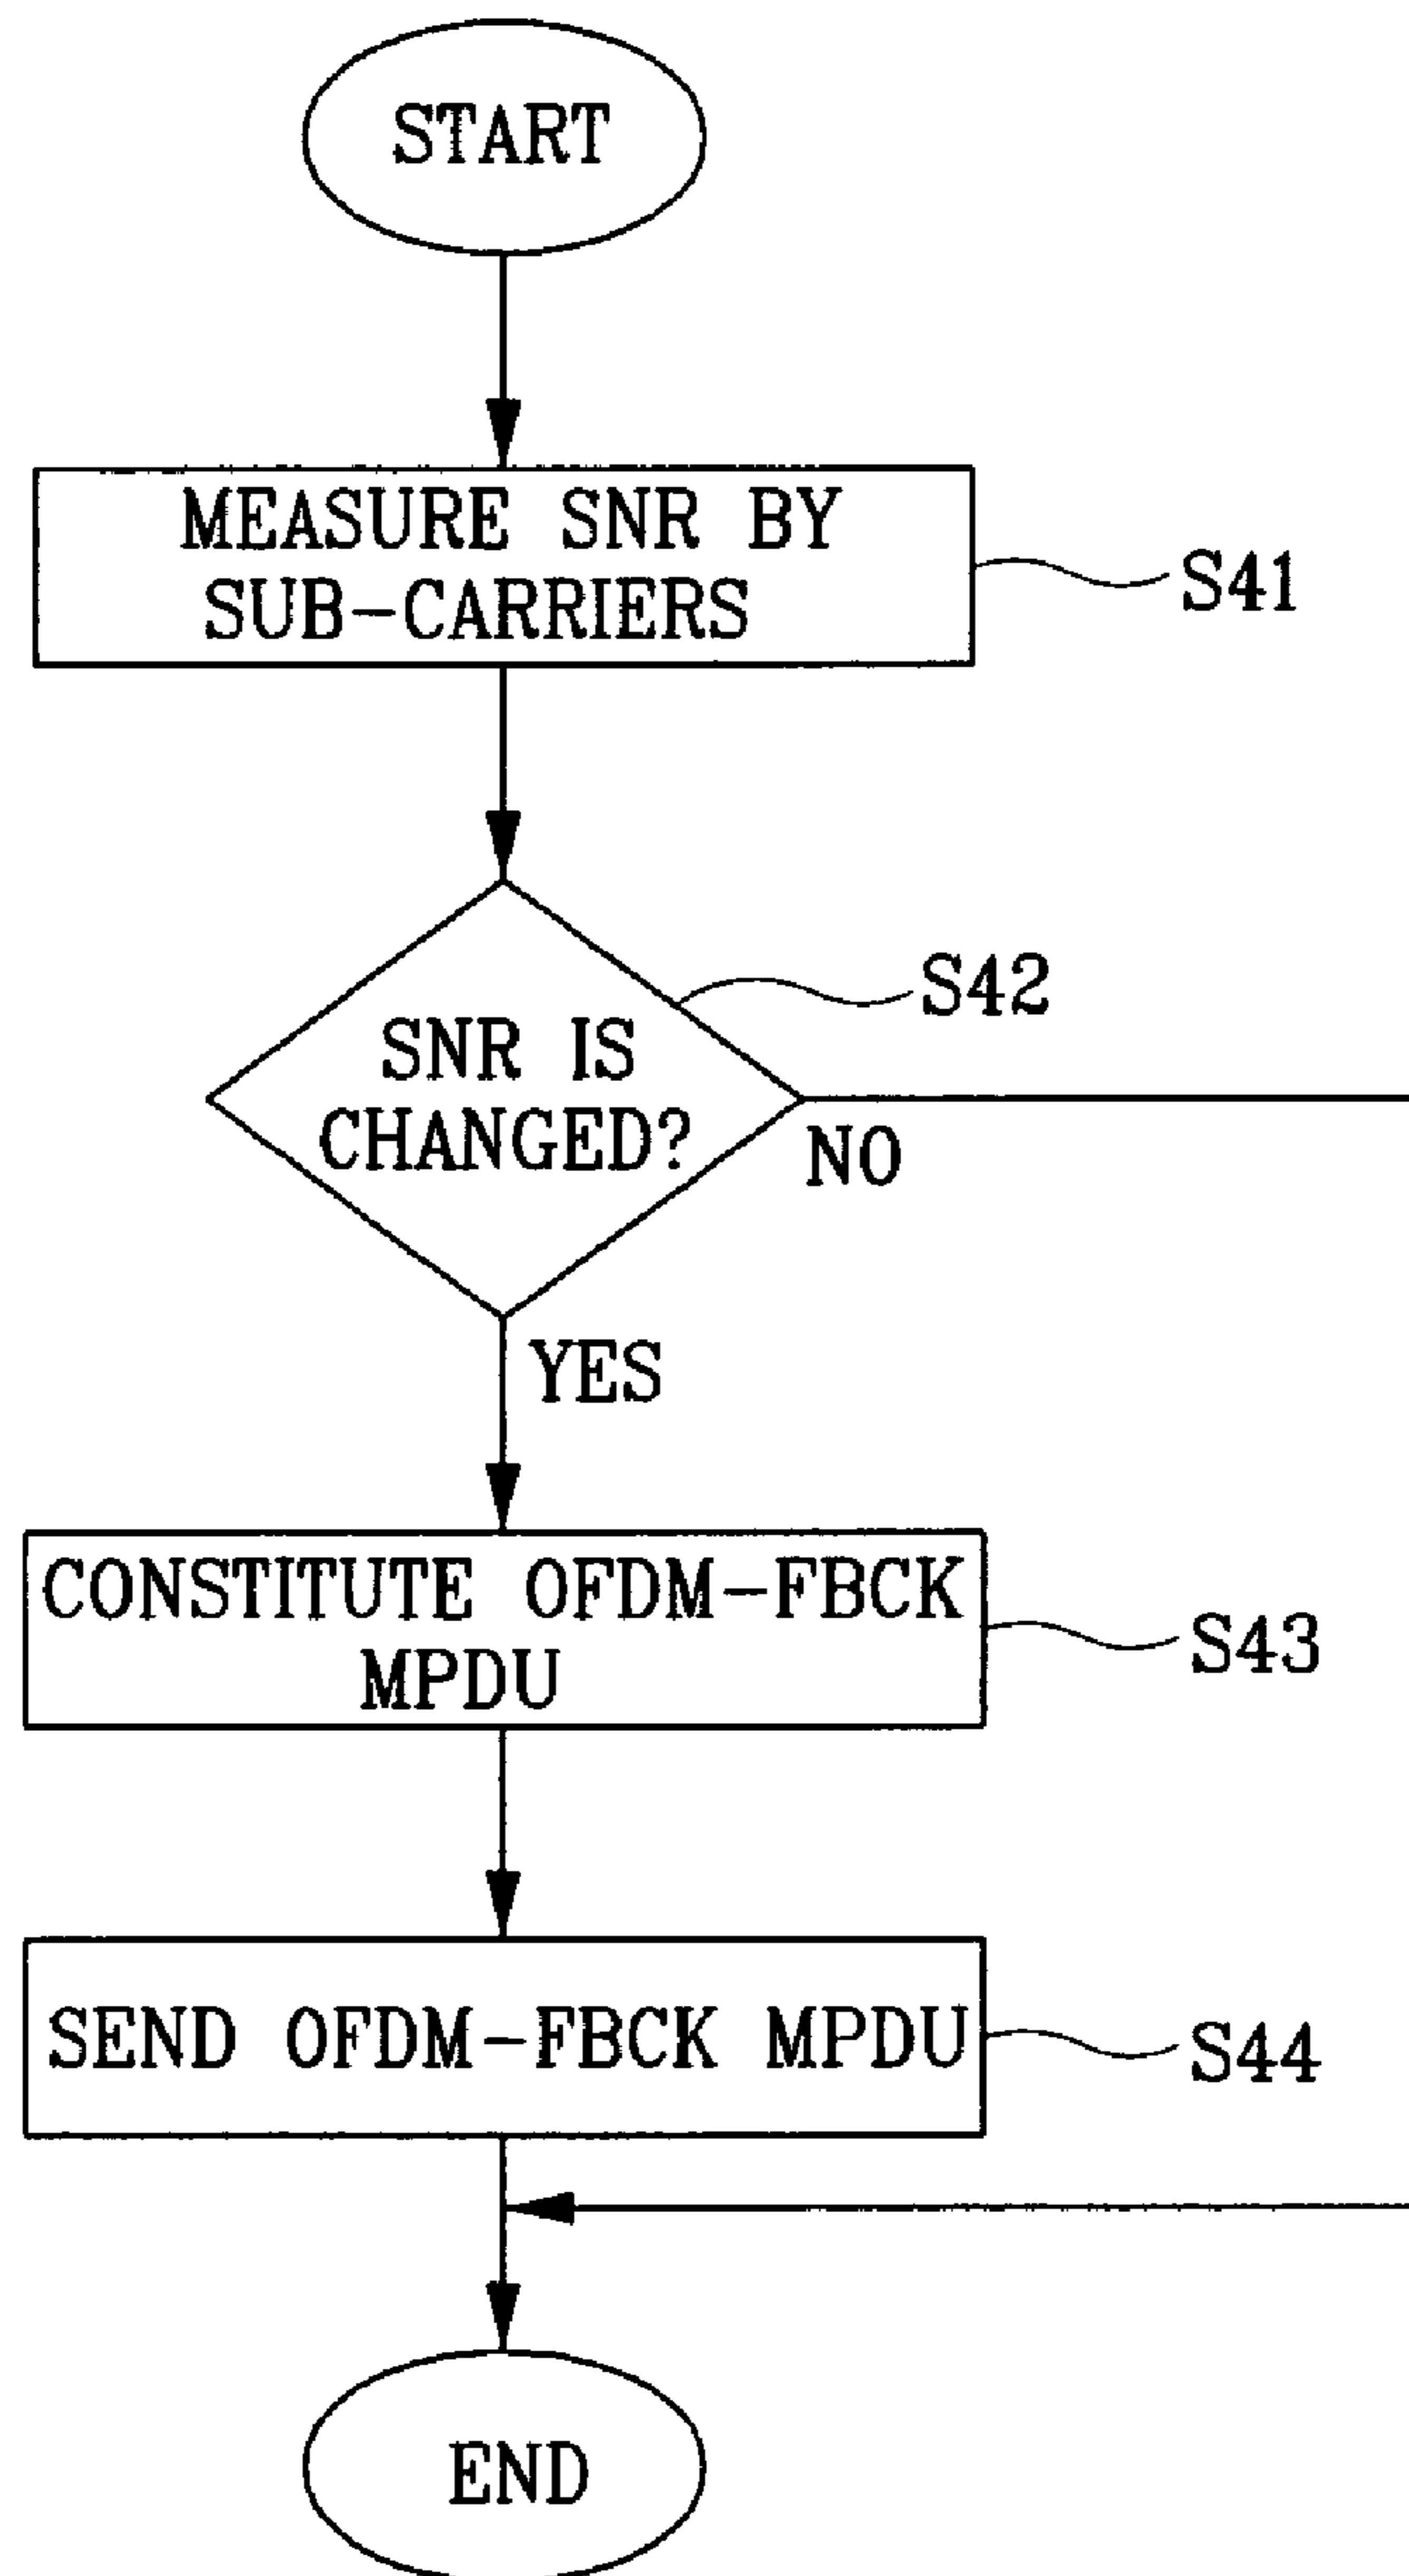 START
MEASURE SNR BY
SUB-CARRIERS
S41
S42
SNR IS
CHANGED?
NO
YES
CONSTITUTE OFDM-FBCK
MPDU
S43
SEND OFDM-FBCK MPDU
S44
END